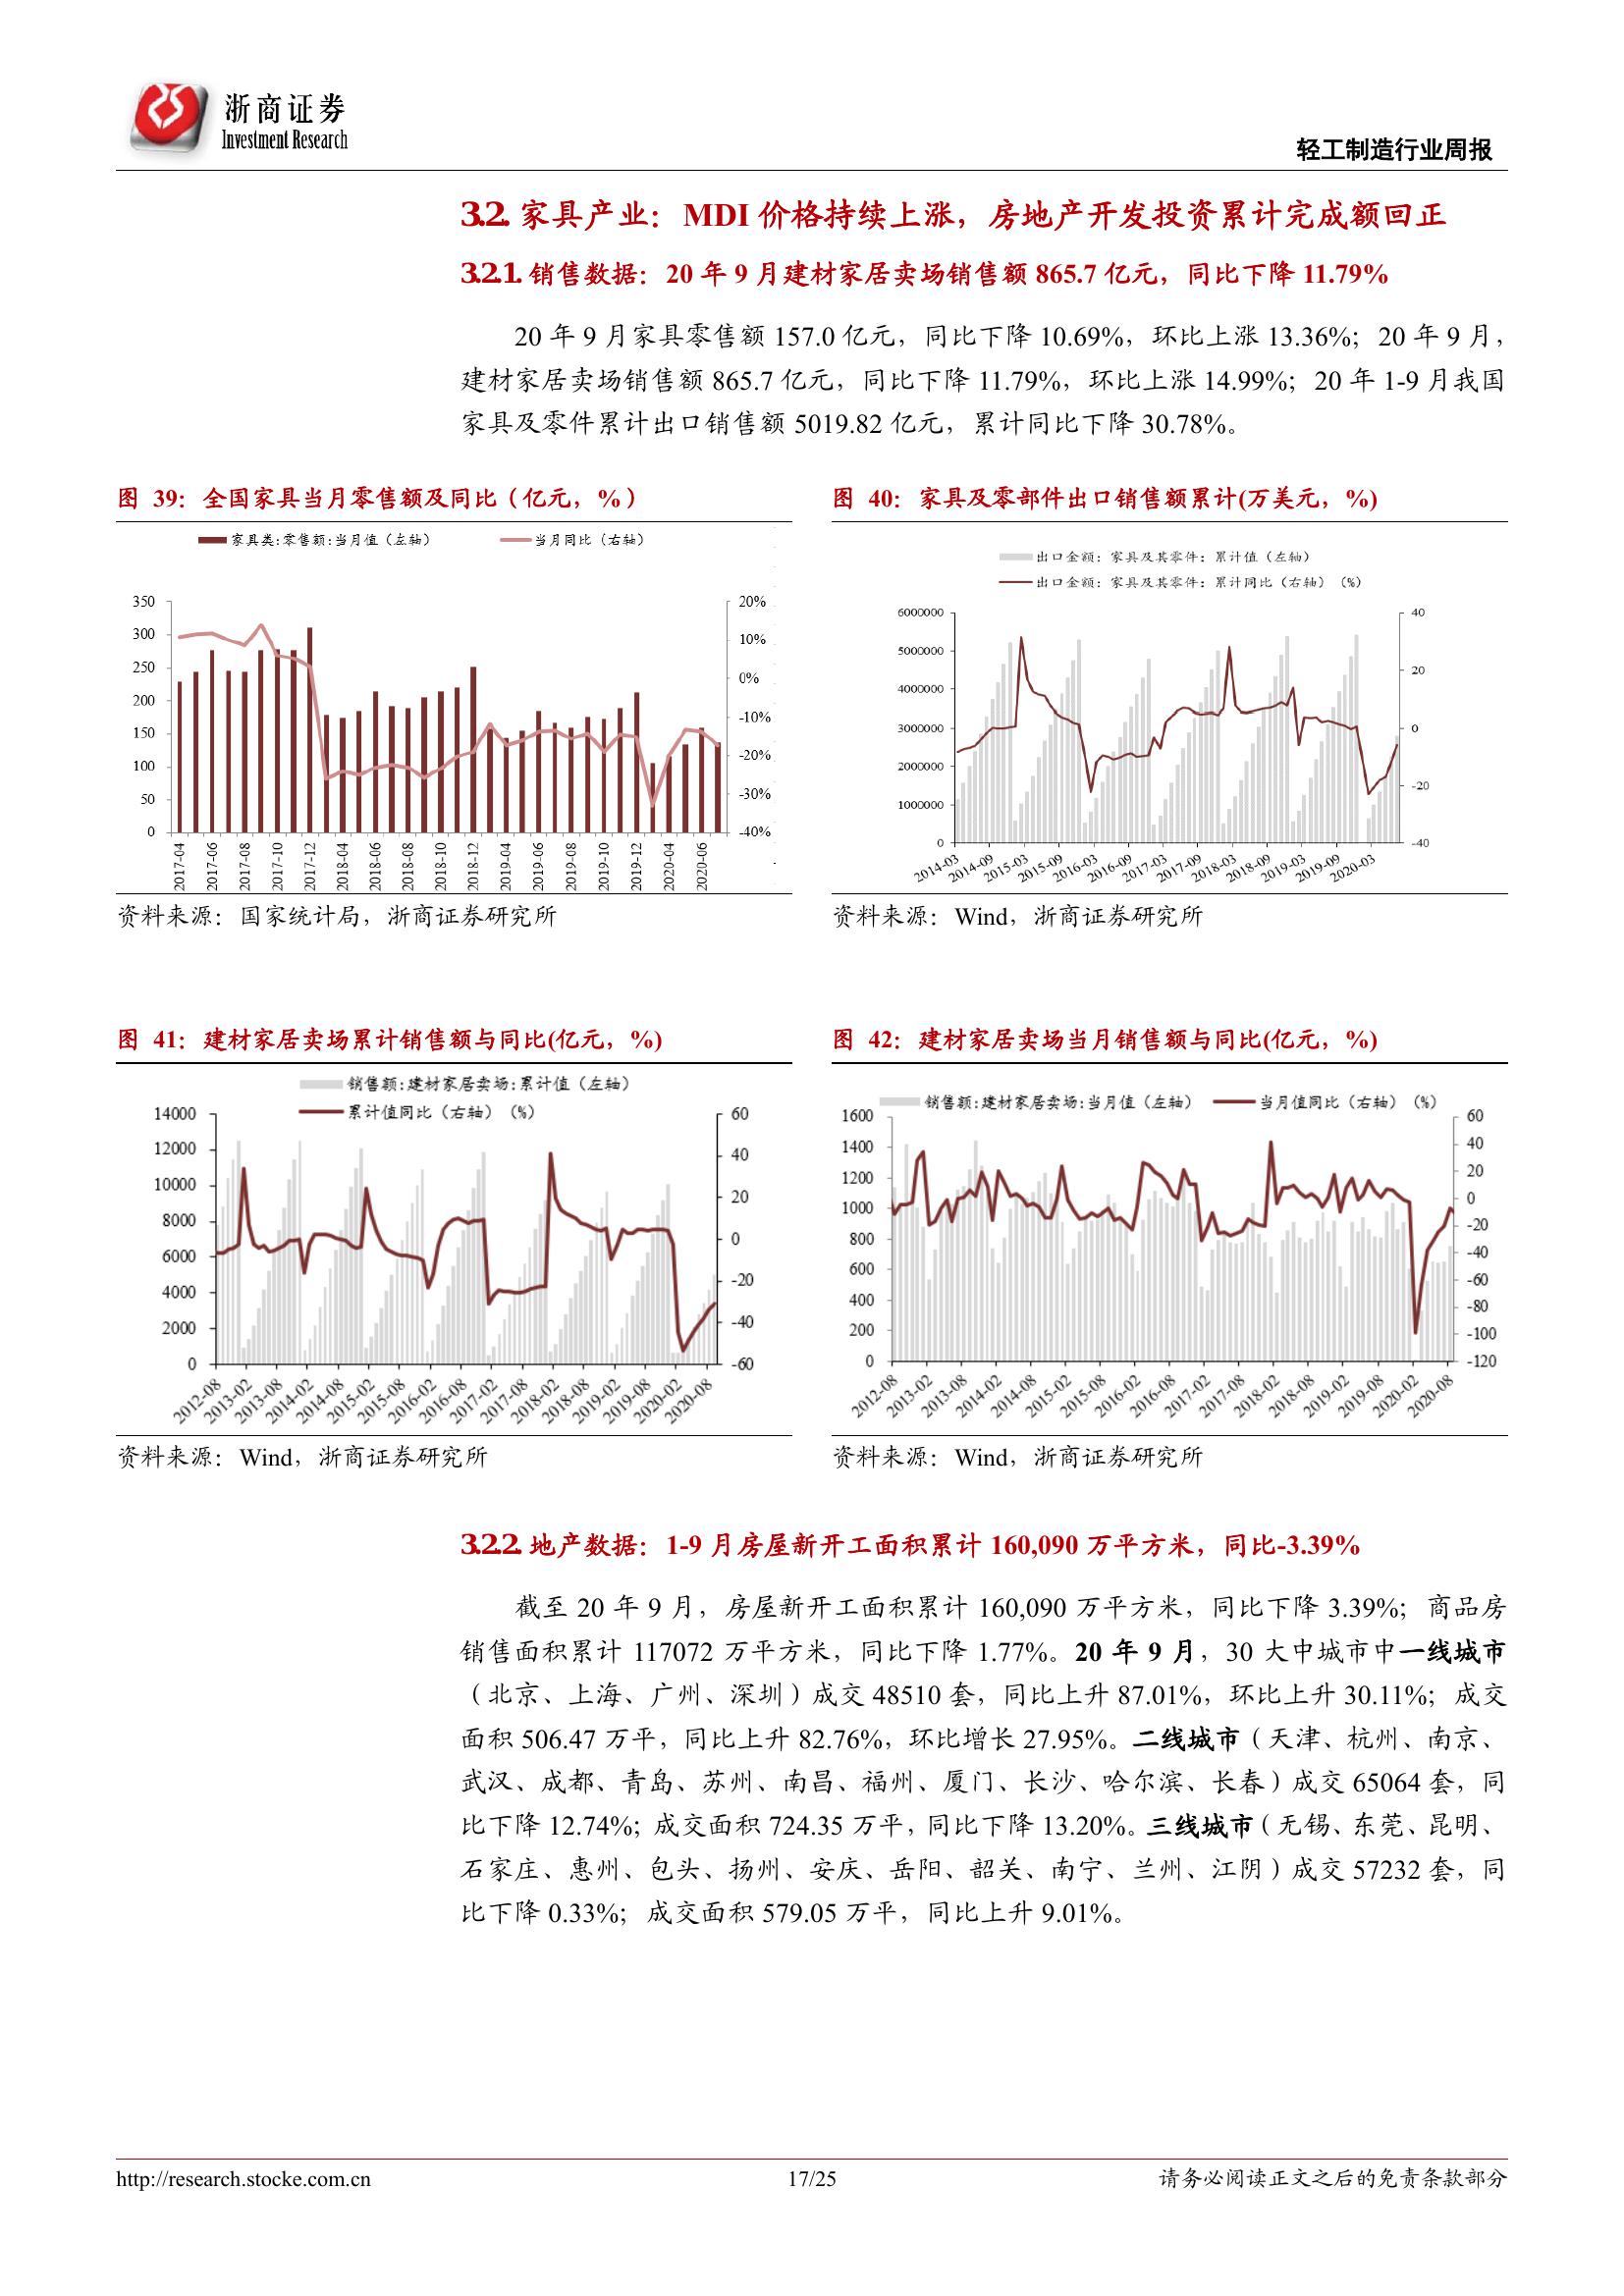 浙商证券
Investment Research
轻工制造行业周报
3.2. 家具产业：MDI 价格持续上涨，房地产开发投资累计完成额回正
3.2.1. 销售数据：20 年 9 月建材家居卖场销售额 865.7 亿元，同比下降 11.79%
20 年 9 月家具零售额 157.0 亿元，同比下降 10.69%，环比上涨 13.36%；20 年 9 月，
建材家居卖场销售额 865.7 亿元，同比下降 11.79%，环比上涨 14.99%；20 年 1-9 月我国
家具及零件累计出口销售额 5019.82 亿元，累计同比下降 30.78%。
图 39：全国家具当月零售额及同比（亿元，%）
家具类:零售额:当月值（左轴） 当月同比（右轴）
350 300 250 200 150 100 50 0
20% 10% 0% -10% -20% -30% -40%
2017-04 2017-06 2017-08 2017-10 2017-12 2018-04 2018-06 2018-08 2018-10 2018-12 2019-04 2019-06 2019-08 2019-10 2019-12 2020-04 2020-06
资料来源：国家统计局，浙商证券研究所
图 40：家具及零部件出口销售额累计(万美元，%)
出口金额：家具及其零件：累计值（左轴）
出口金额：家具及其零件：累计同比（右轴）（%）
6000000 5000000 4000000 3000000 2000000 1000000 0
40 20 0 -20 -40
2014-03 2014-09 2015-03 2015-09 2016-03 2016-09 2017-03 2017-09 2018-03 2018-09 2019-03 2019-09 2020-03
资料来源：Wind，浙商证券研究所
图 41：建材家居卖场累计销售额与同比(亿元，%)
销售额:建材家居卖场:累计值（左轴）
累计值同比（右轴）（%）
14000 12000 10000 8000 6000 4000 2000 0
60 40 20 0 -20 -40 -60
2012-08 2013-02 2013-08 2014-02 2014-08 2015-02 2015-08 2016-02 2016-08 2017-02 2017-08 2018-02 2018-08 2019-02 2019-08 2020-02 2020-08
资料来源：Wind，浙商证券研究所
图 42：建材家居卖场当月销售额与同比(亿元，%)
销售额:建材家居卖场:当月值（左轴） 当月值同比（右轴）（%）
1600 1400 1200 1000 800 600 400 200 0
60 40 20 0 -20 -40 -60 -80 -100 -120
2012-08 2013-02 2013-08 2014-02 2014-08 2015-02 2015-08 2016-02 2016-08 2017-02 2017-08 2018-02 2018-08 2019-02 2019-08 2020-02 2020-08
资料来源：Wind，浙商证券研究所
3.2.2. 地产数据：1-9 月房屋新开工面积累计 160,090 万平方米，同比-3.39%
截至 20 年 9 月，房屋新开工面积累计 160,090 万平方米，同比下降 3.39%；商品房
销售面积累计 117072 万平方米，同比下降 1.77%。20 年 9 月，30 大中城市中一线城市
（北京、上海、广州、深圳）成交 48510 套，同比上升 87.01%，环比上升 30.11%；成交
面积 506.47 万平，同比上升 82.76%，环比增长 27.95%。二线城市（天津、杭州、南京、
武汉、成都、青岛、苏州、南昌、福州、厦门、长沙、哈尔滨、长春）成交 65064 套，同
比下降 12.74%；成交面积 724.35 万平，同比下降 13.20%。三线城市（无锡、东莞、昆明、
石家庄、惠州、包头、扬州、安庆、岳阳、韶关、南宁、兰州、江阴）成交 57232 套，同
比下降 0.33%；成交面积 579.05 万平，同比上升 9.01%。
http://research.stocke.com.cn
17/25
请务必阅读正文之后的免责条款部分